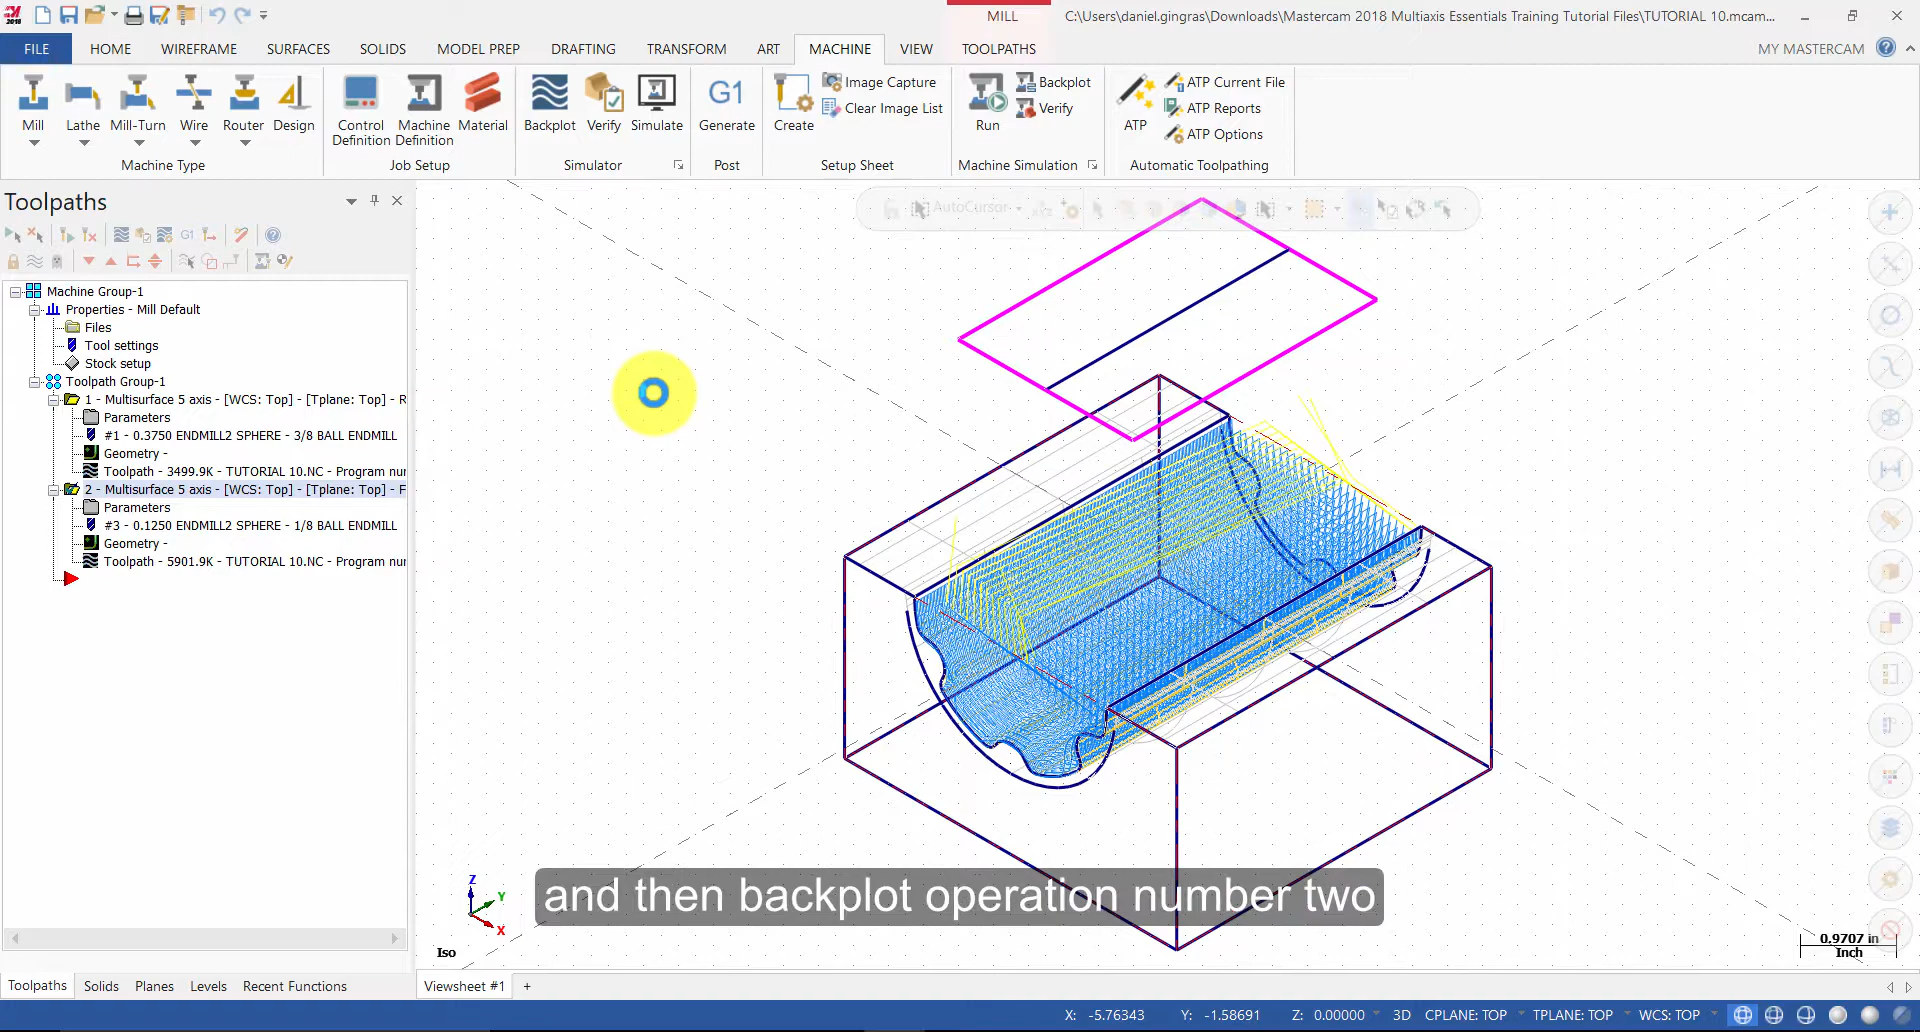 2018
MILL
C:\Users\daniel.gingras\Downloads\Mastercam 2018 Multiaxis Essentials Training Tutorial Files\TUTORIAL 10.mcam...
FILE HOME WIREFRAME SURFACES SOLIDS MODEL PREP DRAFTING TRANSFORM ART MACHINE VIEW TOOLPATHS MY MASTERCAM
Mill Lathe Mill-Turn Wire Router Design
Machine Type
Control Definition Machine Definition Material
Job Setup
Backplot Verify Simulate
Simulator
G1 Generate
Post
Create
Image Capture
Clear Image List
Setup Sheet
Run
Backplot
Verify
Machine Simulation
ATP
ATP Current File
ATP Reports
ATP Options
Automatic Toolpathing
Toolpaths
G1
AutoCursor
Machine Group-1
Properties - Mill Default
Files
Tool settings
Stock setup
Toolpath Group-1
1 - Multisurface 5 axis - [WCS: Top] - [Tplane: Top] - R
Parameters
#1 - 0.3750 ENDMILL2 SPHERE - 3/8 BALL ENDMILL
Geometry -
Toolpath - 3499.9K - TUTORIAL 10.NC - Program nur
2 - Multisurface 5 axis - [WCS: Top] - [Tplane: Top] - F
Parameters
#3 - 0.1250 ENDMILL2 SPHERE - 1/8 BALL ENDMILL
Geometry -
Toolpath - 5901.9K - TUTORIAL 10.NC - Program nur
Z
Y
X
and then backplot operation number two
Iso
0.9707 in
Inch
Toolpaths Solids Planes Levels Recent Functions
Viewsheet #1 +
X: -5.76343 Y: -1.58691 Z: 0.00000 3D CPLANE: TOP TPLANE: TOP WCS: TOP